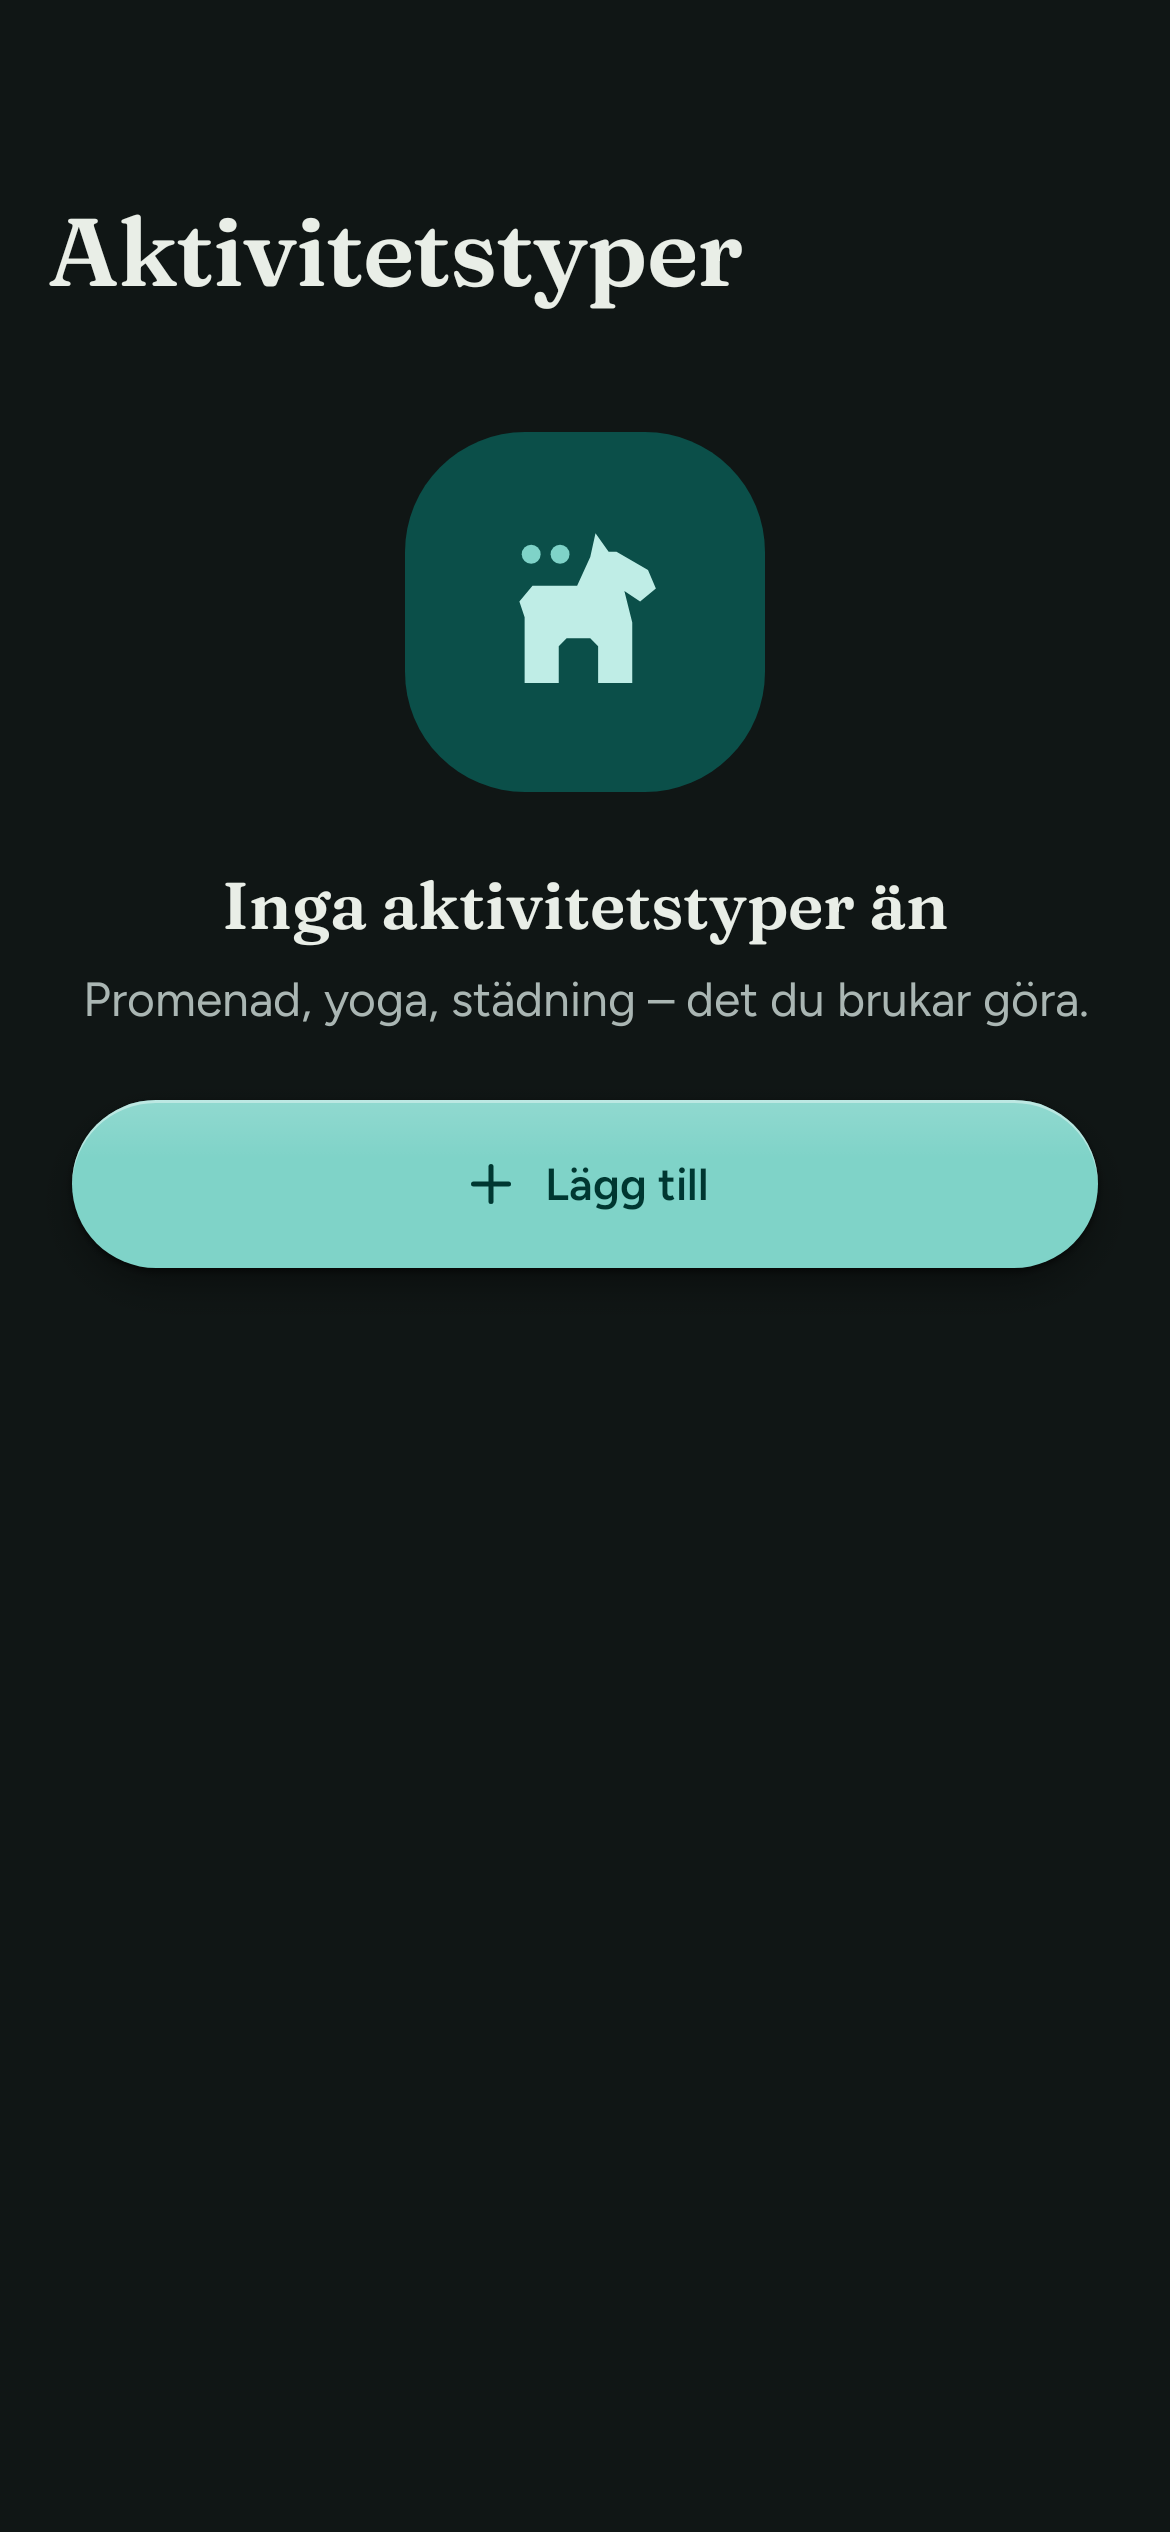 Aktivitetstyper
Inga aktivitetstyper än
Promenad, yoga, städning – det du brukar göra.
Lägg till